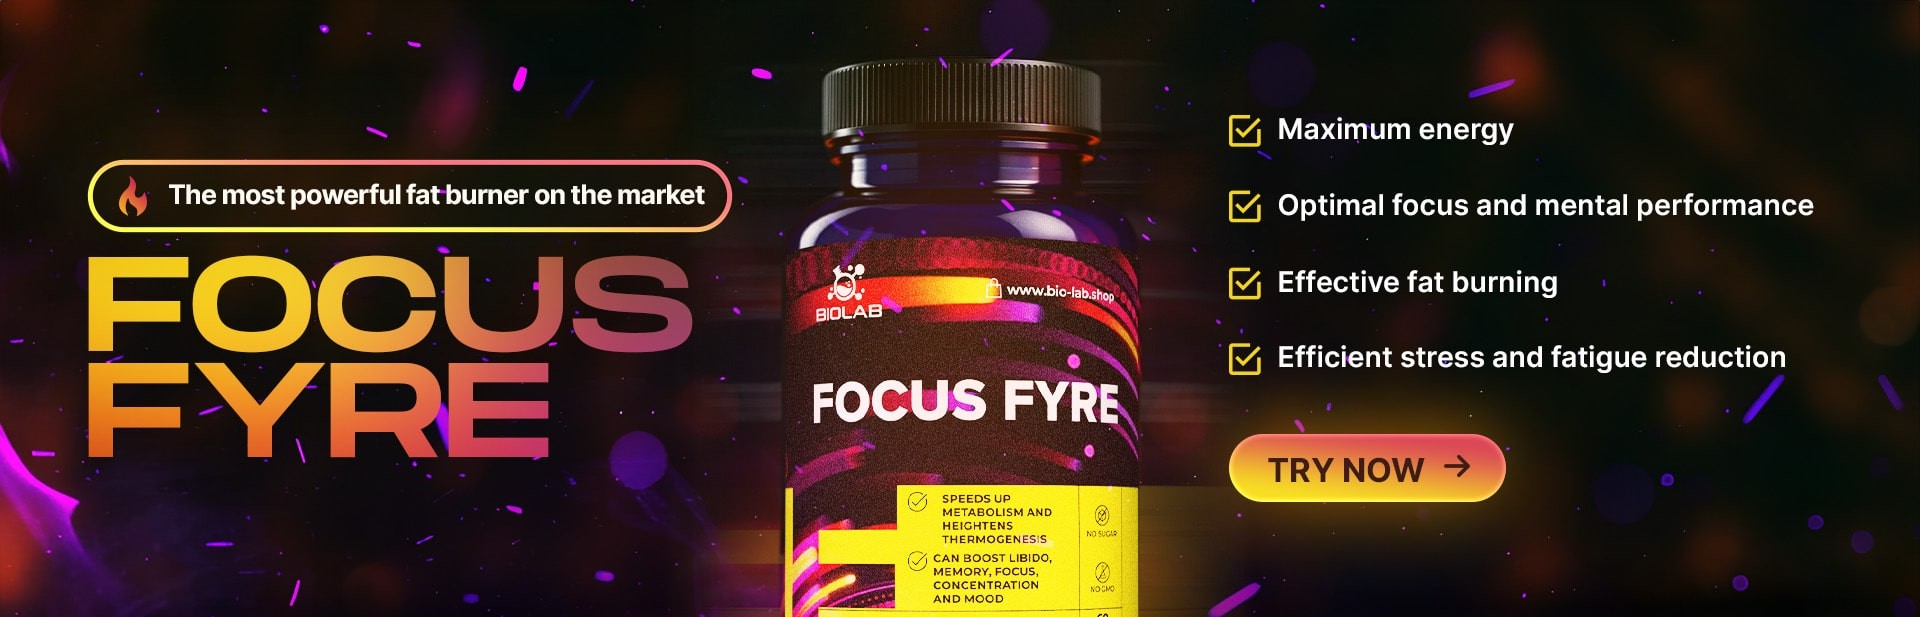 The most powerful fat burner on the market
FOCUS
FYRE
BIOLAB
www.bio-lab.shop
FOCUS FYRE
SPEEDS UP
METABOLISM AND
HEIGHTENS
THERMOGENESIS
CAN BOOST LIBIDO,
MEMORY, FOCUS,
CONCENTRATION
AND MOOD
NO SUGAR
NO GMO
Maximum energy
Optimal focus and mental performance
Effective fat burning
Efficient stress and fatigue reduction
TRY NOW